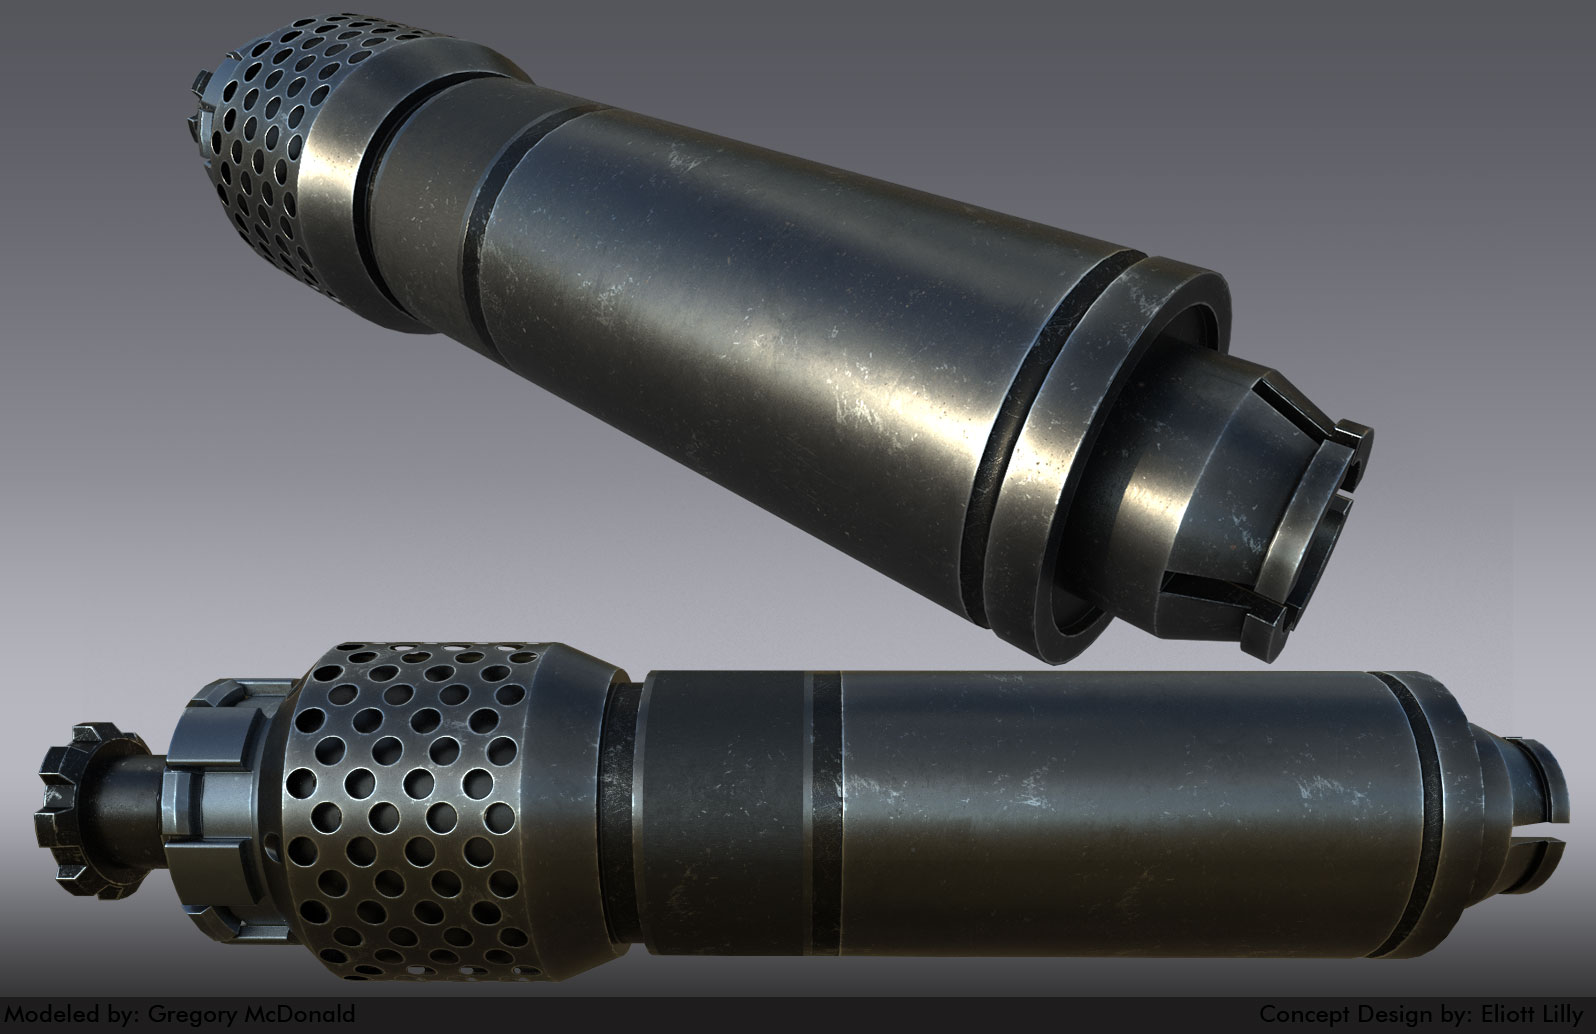 Modeled by: Gregory McDonald
Concept Design by: Eliott Lilly